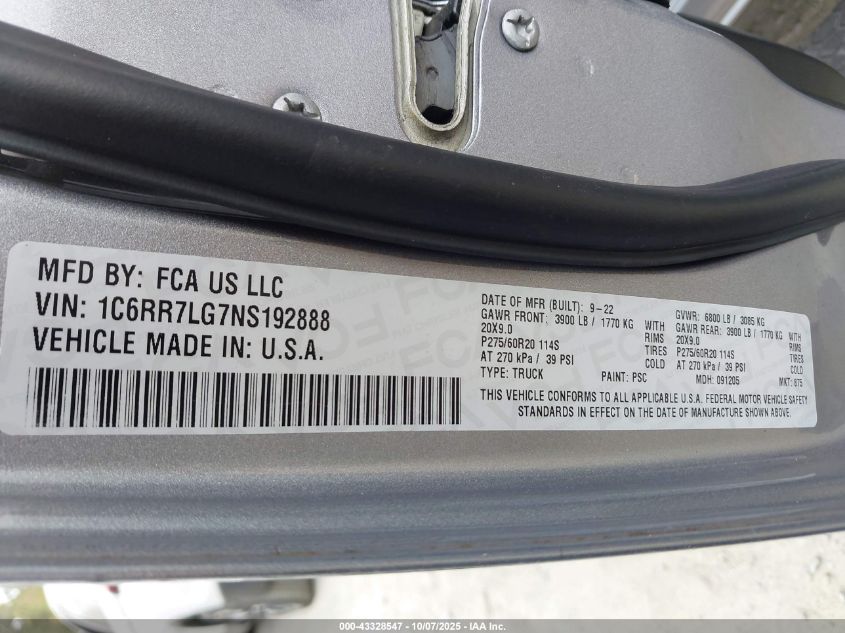 MFD BY: FCA US LLC
VIN: 1C6RR7LG7NS192888
VEHICLE MADE IN: U.S.A.
DATE OF MFR (BUILT): 9-22 GVWR: 6800 LB / 3085 KG
GAWR FRONT: 3900 LB / 1770 KG WITH GAWR REAR: 3900 LB / 1770 KG WITH
20X9.0 RIMS 20X9.0 RIMS
P275/60R20 114S TIRES P275/60R20 114S TIRES
AT 270 kPa / 39 PSI COLD AT 270 kPa / 39 PSI COLD
TYPE: TRUCK PAINT: PSC MDH: 091205 MKT: 875
THIS VEHICLE CONFORMS TO ALL APPLICABLE U.S.A. FEDERAL MOTOR VEHICLE SAFETY
STANDARDS IN EFFECT ON THE DATE OF MANUFACTURE SHOWN ABOVE.
000-43328547 - 10/07/2025 - IAA Inc.